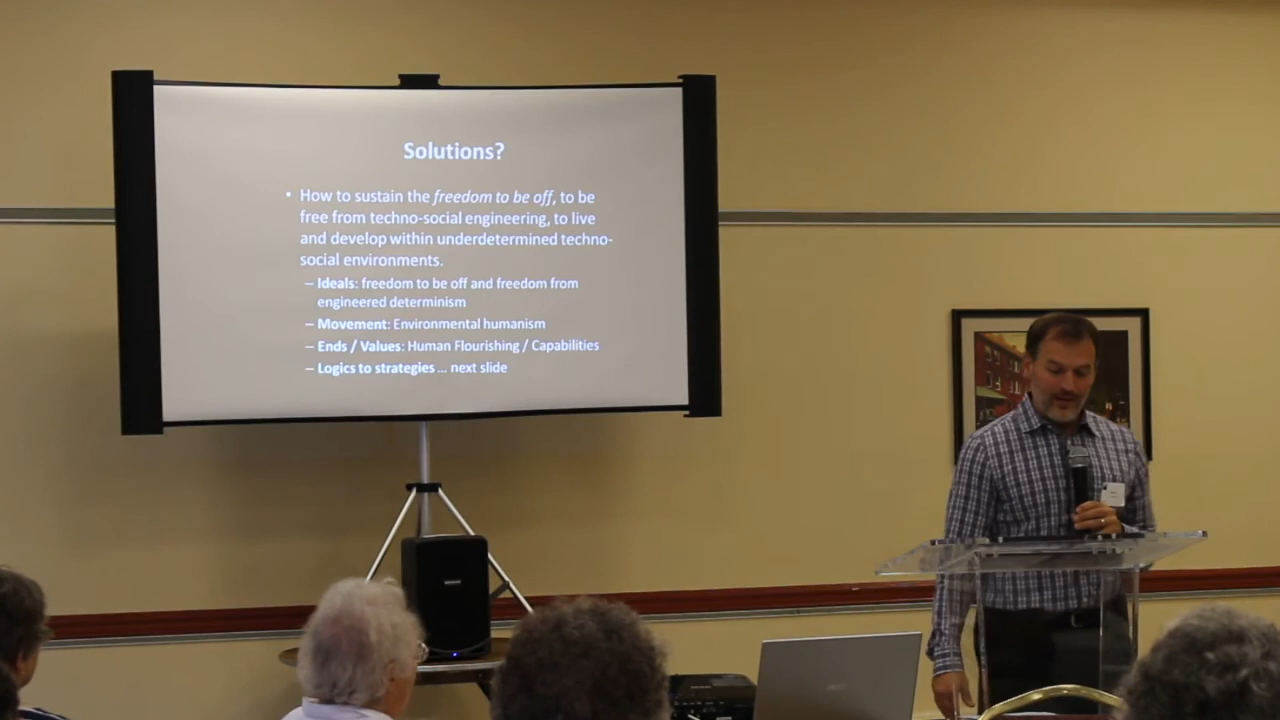 Solutions?
• How to sustain the freedom to be off, to be
free from techno-social engineering, to live
and develop within underdetermined techno-
social environments.
– Ideals: freedom to be off and freedom from
engineered determinism
– Movement: Environmental humanism
– Ends / Values: Human Flourishing / Capabilities
– Logics to strategies ... next slide